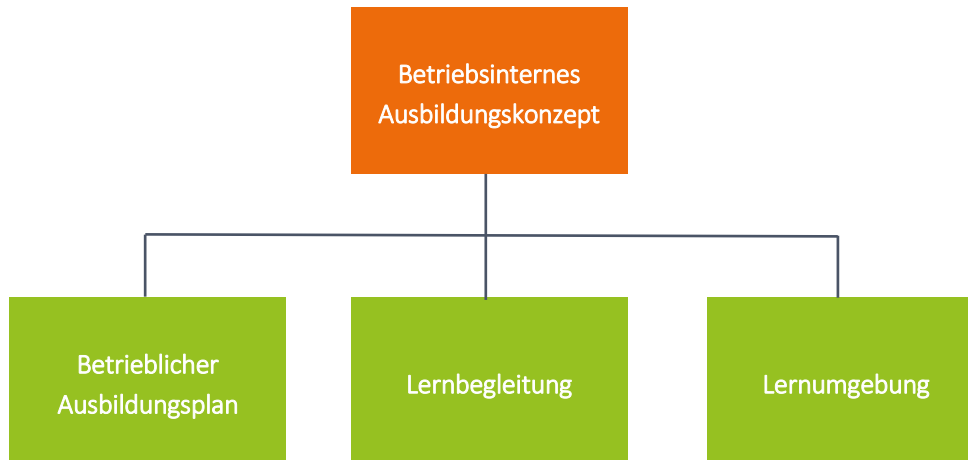 Betriebsinternes
Ausbildungskonzept
Betrieblicher
Ausbildungsplan
Lernbegleitung
Lernumgebung